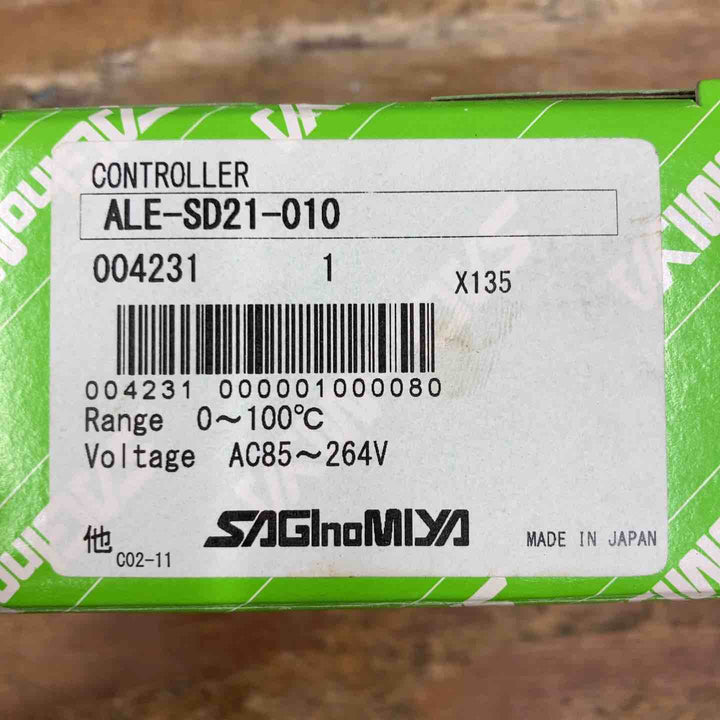 CONTROLLER
ALE-SD21-010
004231 1 X135
004231 000001000080
Range 0～100℃
Voltage AC85～264V
他 C02-11 SAGInoMIYA MADE IN JAPAN